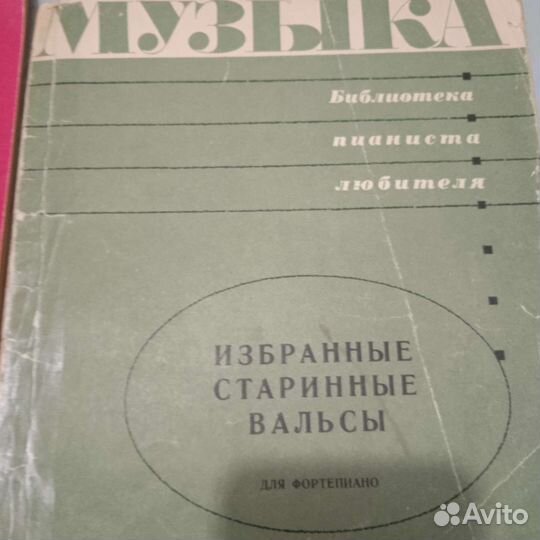 МУЗЫКА
Библиотека
пианиста
любителя
ИЗБРАННЫЕ
СТАРИННЫЕ
ВАЛЬСЫ
ДЛЯ ФОРТЕПИАНО
Avito